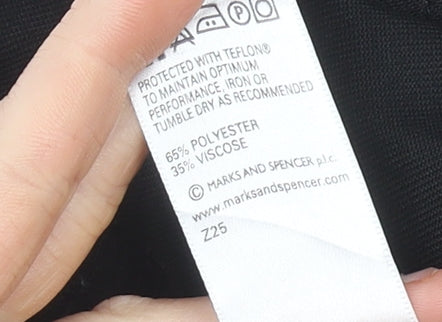 PROTECTED WITH TEFLON®
TO MAINTAIN OPTIMUM
PERFORMANCE, IRON OR
TUMBLE DRY AS RECOMMENDED
65% POLYESTER
35% VISCOSE
© MARKS AND SPENCER p.l.c.
www.marksandspencer.com
Z25